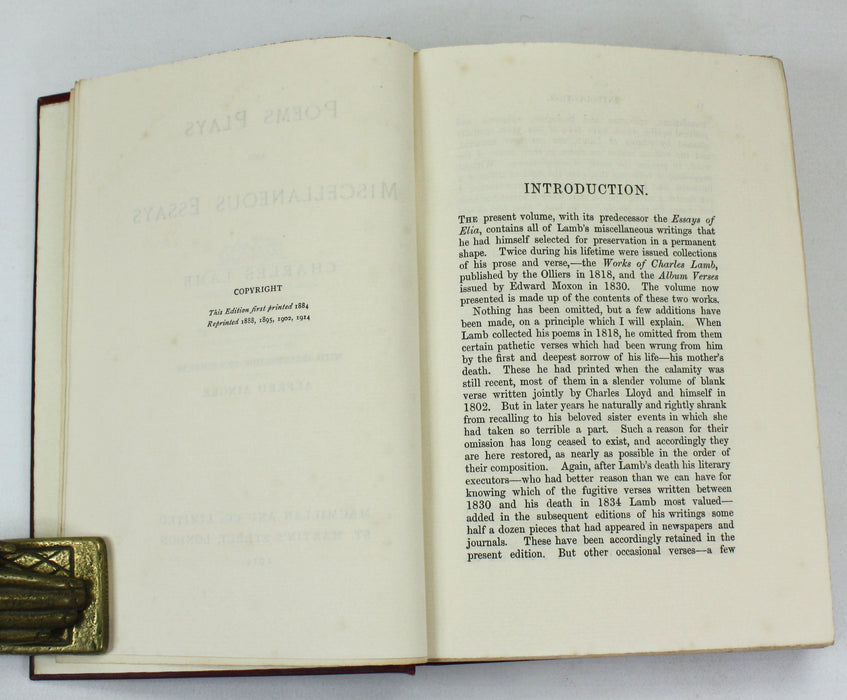 COPYRIGHT
This Edition first printed 1884
Reprinted 1888, 1895, 1902, 1914
INTRODUCTION.
THE present volume, with its predecessor the Essays of
Elia, contains all of Lamb's miscellaneous writings that
he had himself selected for preservation in a permanent
shape. Twice during his lifetime were issued collections
of his prose and verse,—the Works of Charles Lamb,
published by the Olliers in 1818, and the Album Verses
issued by Edward Moxon in 1830. The volume now
presented is made up of the contents of these two works.
Nothing has been omitted, but a few additions have
been made, on a principle which I will explain. When
Lamb collected his poems in 1818, he omitted from them
certain pathetic verses which had been wrung from him
by the first and deepest sorrow of his life—his mother's
death. These he had printed when the calamity was
still recent, most of them in a slender volume of blank
verse written jointly by Charles Lloyd and himself in
1802. But in later years he naturally and rightly shrank
from recalling to his beloved sister events in which she
had taken so terrible a part. Such a reason for their
omission has long ceased to exist, and accordingly they
are here restored, as nearly as possible in the order of
their composition. Again, after Lamb's death his literary
executors—who had better reason than we can have for
knowing which of the fugitive verses written between
1830 and his death in 1834 Lamb most valued—
added in the subsequent editions of his writings some
half a dozen pieces that had appeared in newspapers and
journals. These have been accordingly retained in the
present edition. But other occasional verses—a few